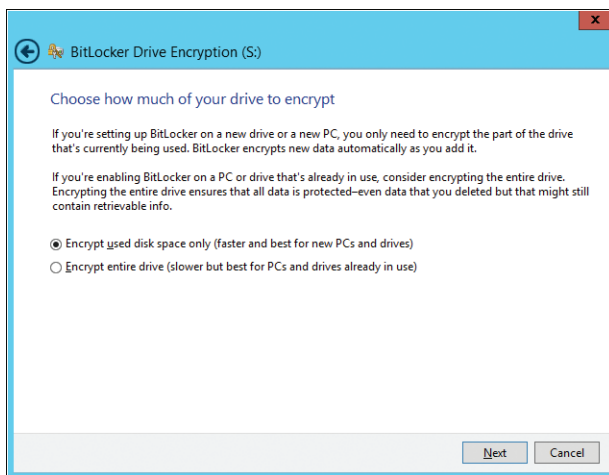 x
BitLocker Drive Encryption (S:)
Choose how much of your drive to encrypt
If you're setting up BitLocker on a new drive or a new PC, you only need to encrypt the part of the drive
that's currently being used. BitLocker encrypts new data automatically as you add it.
If you're enabling BitLocker on a PC or drive that's already in use, consider encrypting the entire drive.
Encrypting the entire drive ensures that all data is protected–even data that you deleted but that might still
contain retrievable info.
Encrypt used disk space only (faster and best for new PCs and drives)
Encrypt entire drive (slower but best for PCs and drives already in use)
Next Cancel